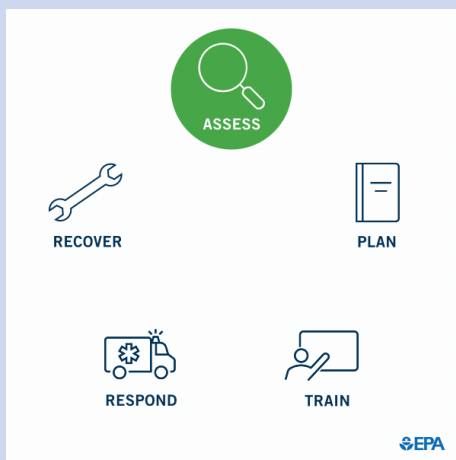 ASSESS
RECOVER
PLAN
RESPOND
TRAIN
EPA